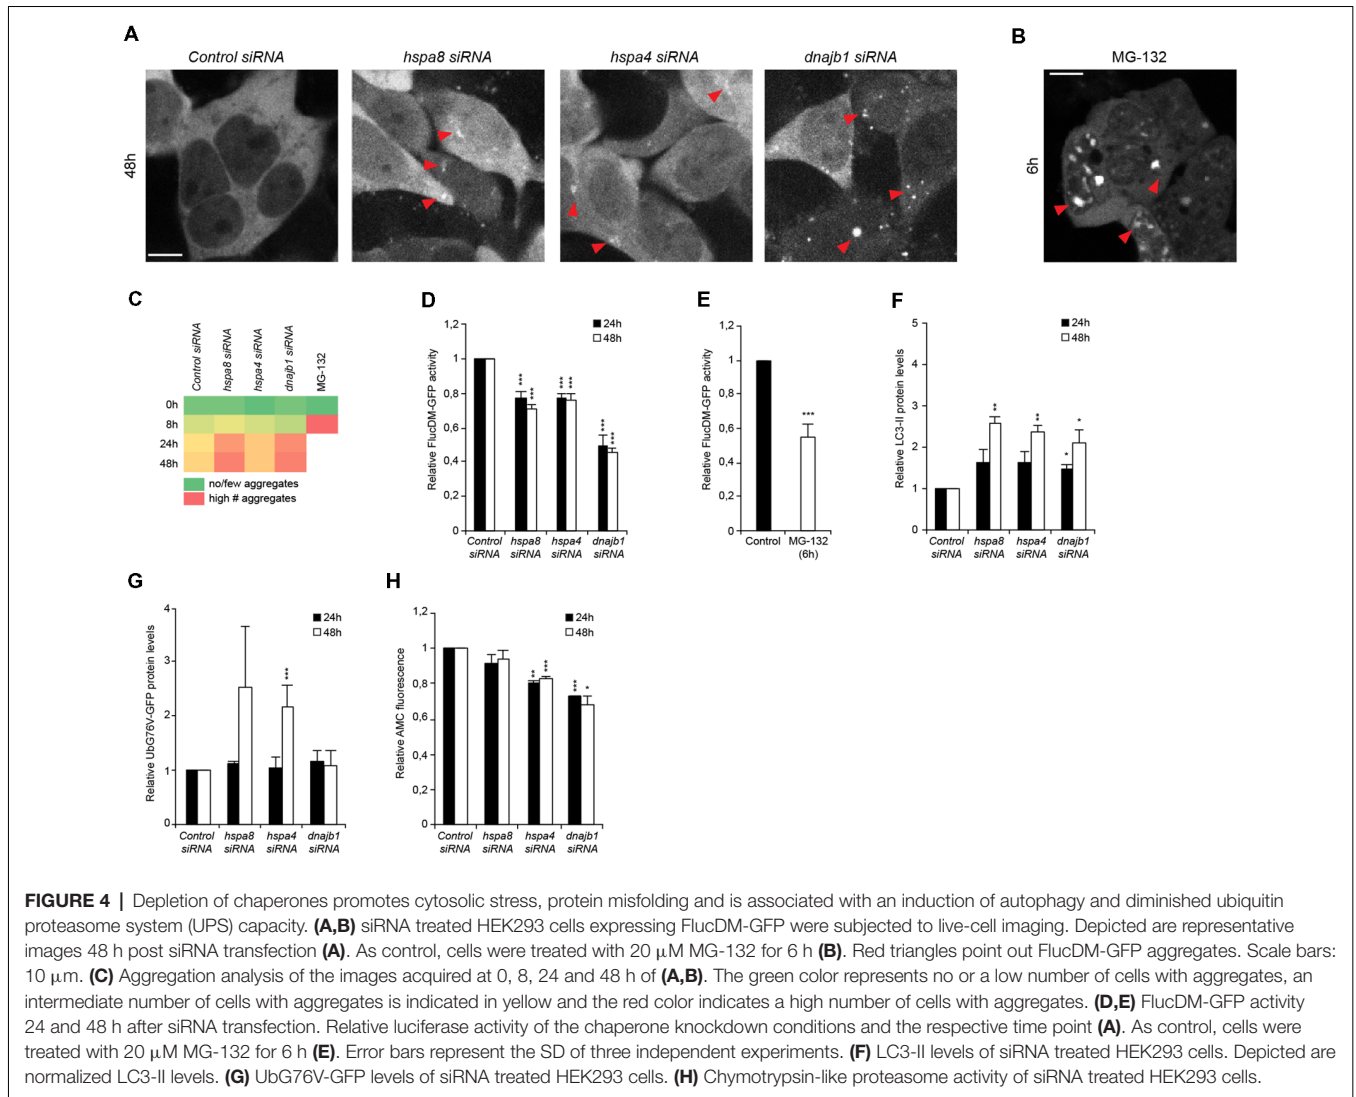 A
B
Control siRNA
hspa8 siRNA
hspa4 siRNA
dnajb1 siRNA
MG-132
48h
6h
C
Control siRNA
hspa8 siRNA
hspa4 siRNA
dnajb1 siRNA
MG-132
0h
8h
24h
48h
no/few aggregates
high # aggregates
D
Relative FlucDM-GFP activity
1,2
1
0,8
0,6
0,4
0,2
0
24h
48h
***
***
***
***
***
***
Control siRNA
hspa8 siRNA
hspa4 siRNA
dnajb1 siRNA
E
Relative FlucDM-GFP activity
1,2
1
0,8
0,6
0,4
0,2
0
***
Control
MG-132
(6h)
F
Relative LC3-II protein levels
5
4
3
2
1
0
24h
48h
**
**
*
*
Control siRNA
hspa8 siRNA
hspa4 siRNA
dnajb1 siRNA
G
Relative UbG76V-GFP protein levels
4
3
2
1
0
24h
48h
***
Control siRNA
hspa8 siRNA
hspa4 siRNA
dnajb1 siRNA
H
Relative AMC fluorescence
1,2
1
0,8
0,6
0,4
0,2
0
24h
48h
**
***
***
*
Control siRNA
hspa8 siRNA
hspa4 siRNA
dnajb1 siRNA
FIGURE 4 | Depletion of chaperones promotes cytosolic stress, protein misfolding and is associated with an induction of autophagy and diminished ubiquitin
proteasome system (UPS) capacity. (A,B) siRNA treated HEK293 cells expressing FlucDM-GFP were subjected to live-cell imaging. Depicted are representative
images 48 h post siRNA transfection (A). As control, cells were treated with 20 μM MG-132 for 6 h (B). Red triangles point out FlucDM-GFP aggregates. Scale bars:
10 μm. (C) Aggregation analysis of the images acquired at 0, 8, 24 and 48 h of (A,B). The green color represents no or a low number of cells with aggregates, an
intermediate number of cells with aggregates is indicated in yellow and the red color indicates a high number of cells with aggregates. (D,E) FlucDM-GFP activity
24 and 48 h after siRNA transfection. Relative luciferase activity of the chaperone knockdown conditions and the respective time point (A). As control, cells were
treated with 20 μM MG-132 for 6 h (E). Error bars represent the SD of three independent experiments. (F) LC3-II levels of siRNA treated HEK293 cells. Depicted are
normalized LC3-II levels. (G) UbG76V-GFP levels of siRNA treated HEK293 cells. (H) Chymotrypsin-like proteasome activity of siRNA treated HEK293 cells.